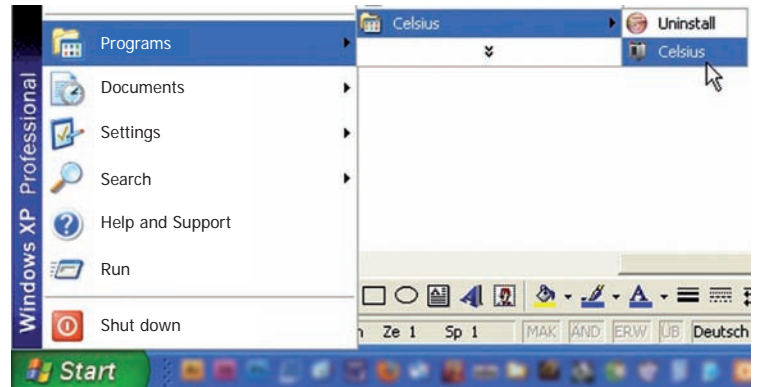 Windows XP Professional
Programs
Documents
Settings
Search
Help and Support
Run
Shut down
Celsius
Uninstall
Celsius
Ze 1 Sp 1 MAK ÄND ERW ÜB Deutsch
Start